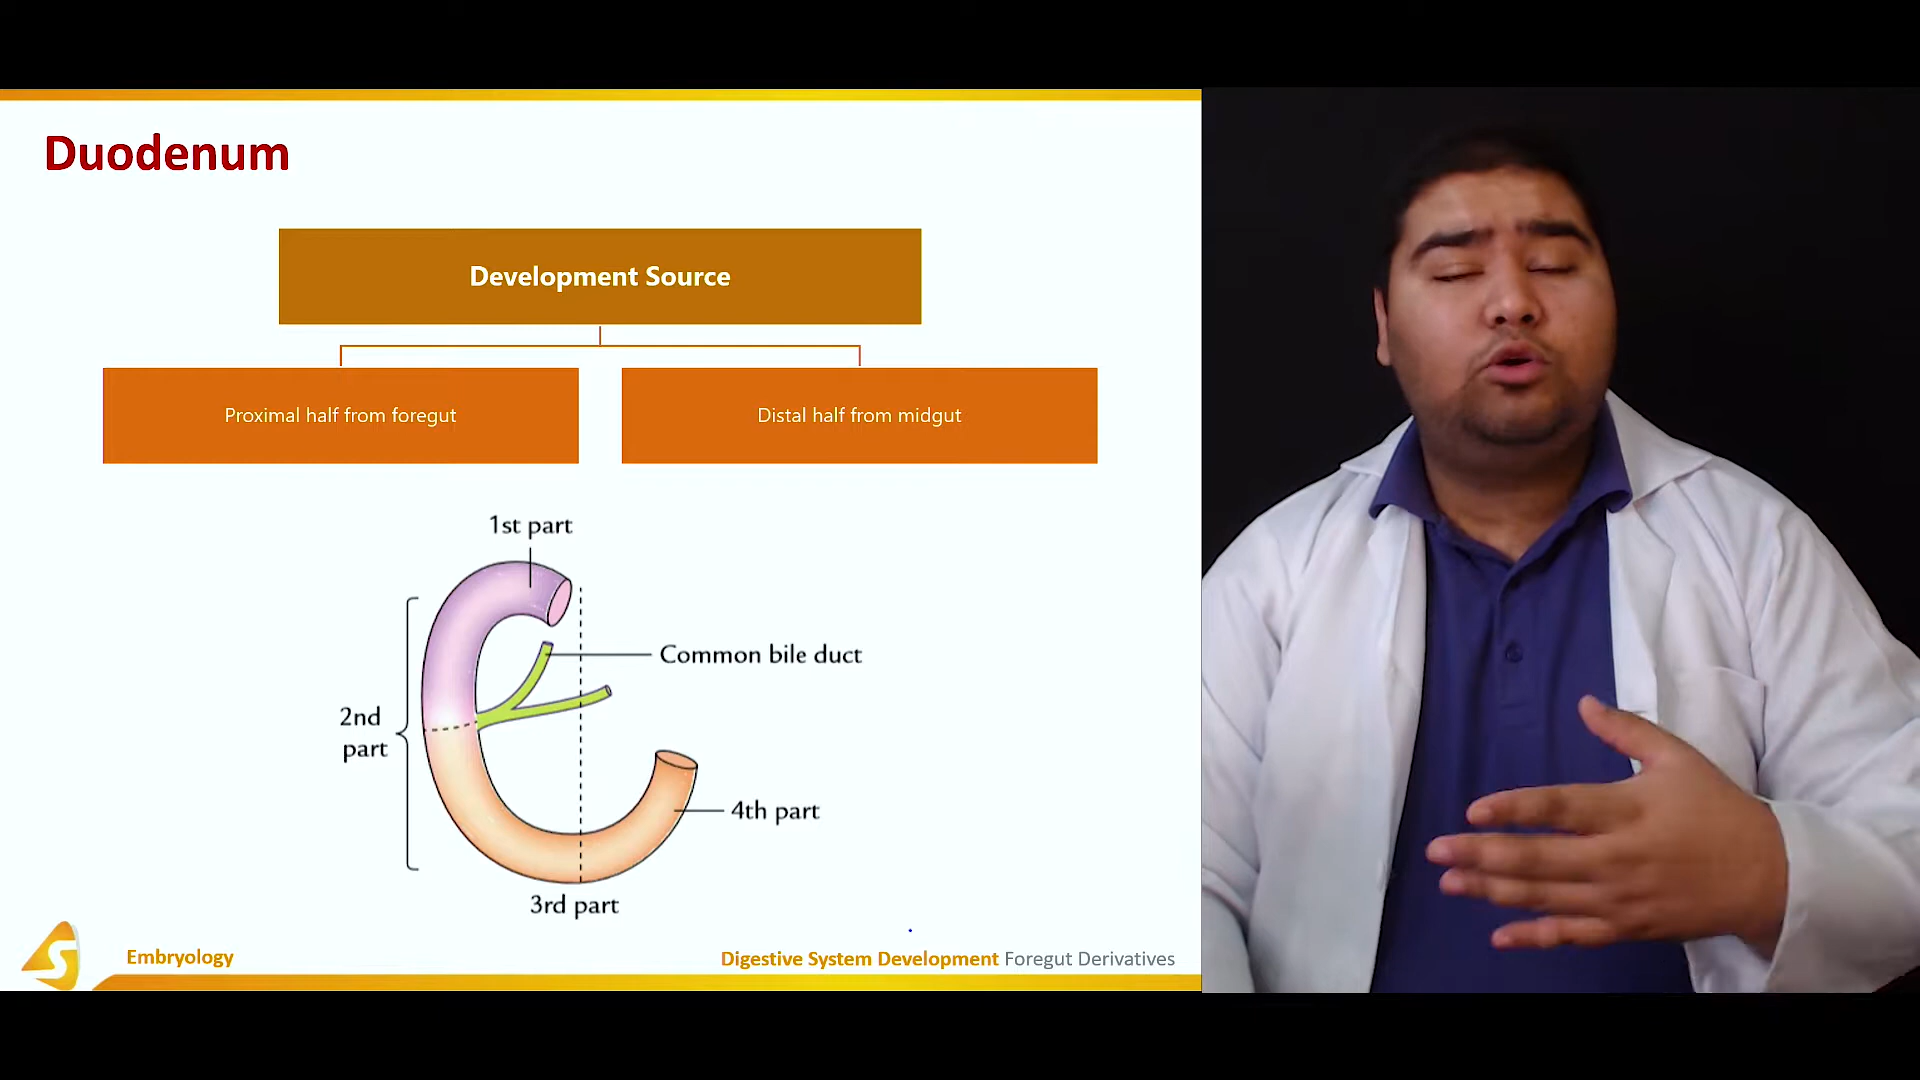 Duodenum
Development Source
Proximal half from foregut
Distal half from midgut
1st part
Common bile duct
2nd
part
4th part
3rd part
S
Embryology
Digestive System Development Foregut Derivatives